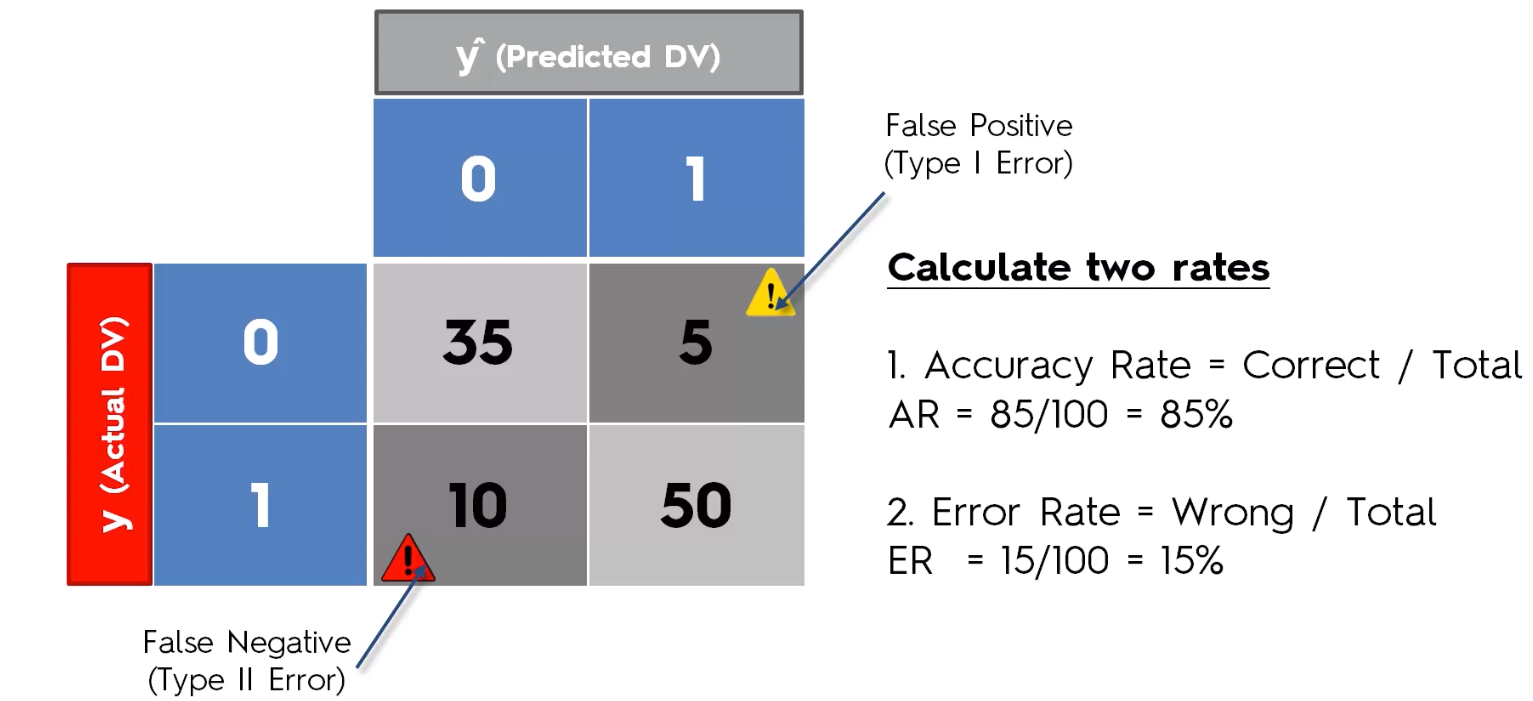 ŷ (Predicted DV)
0 1
False Positive
(Type I Error)
Calculate two rates
y (Actual DV)
0 35 5
1. Accuracy Rate = Correct / Total
AR = 85/100 = 85%
1 10 50
2. Error Rate = Wrong / Total
ER = 15/100 = 15%
False Negative
(Type II Error)